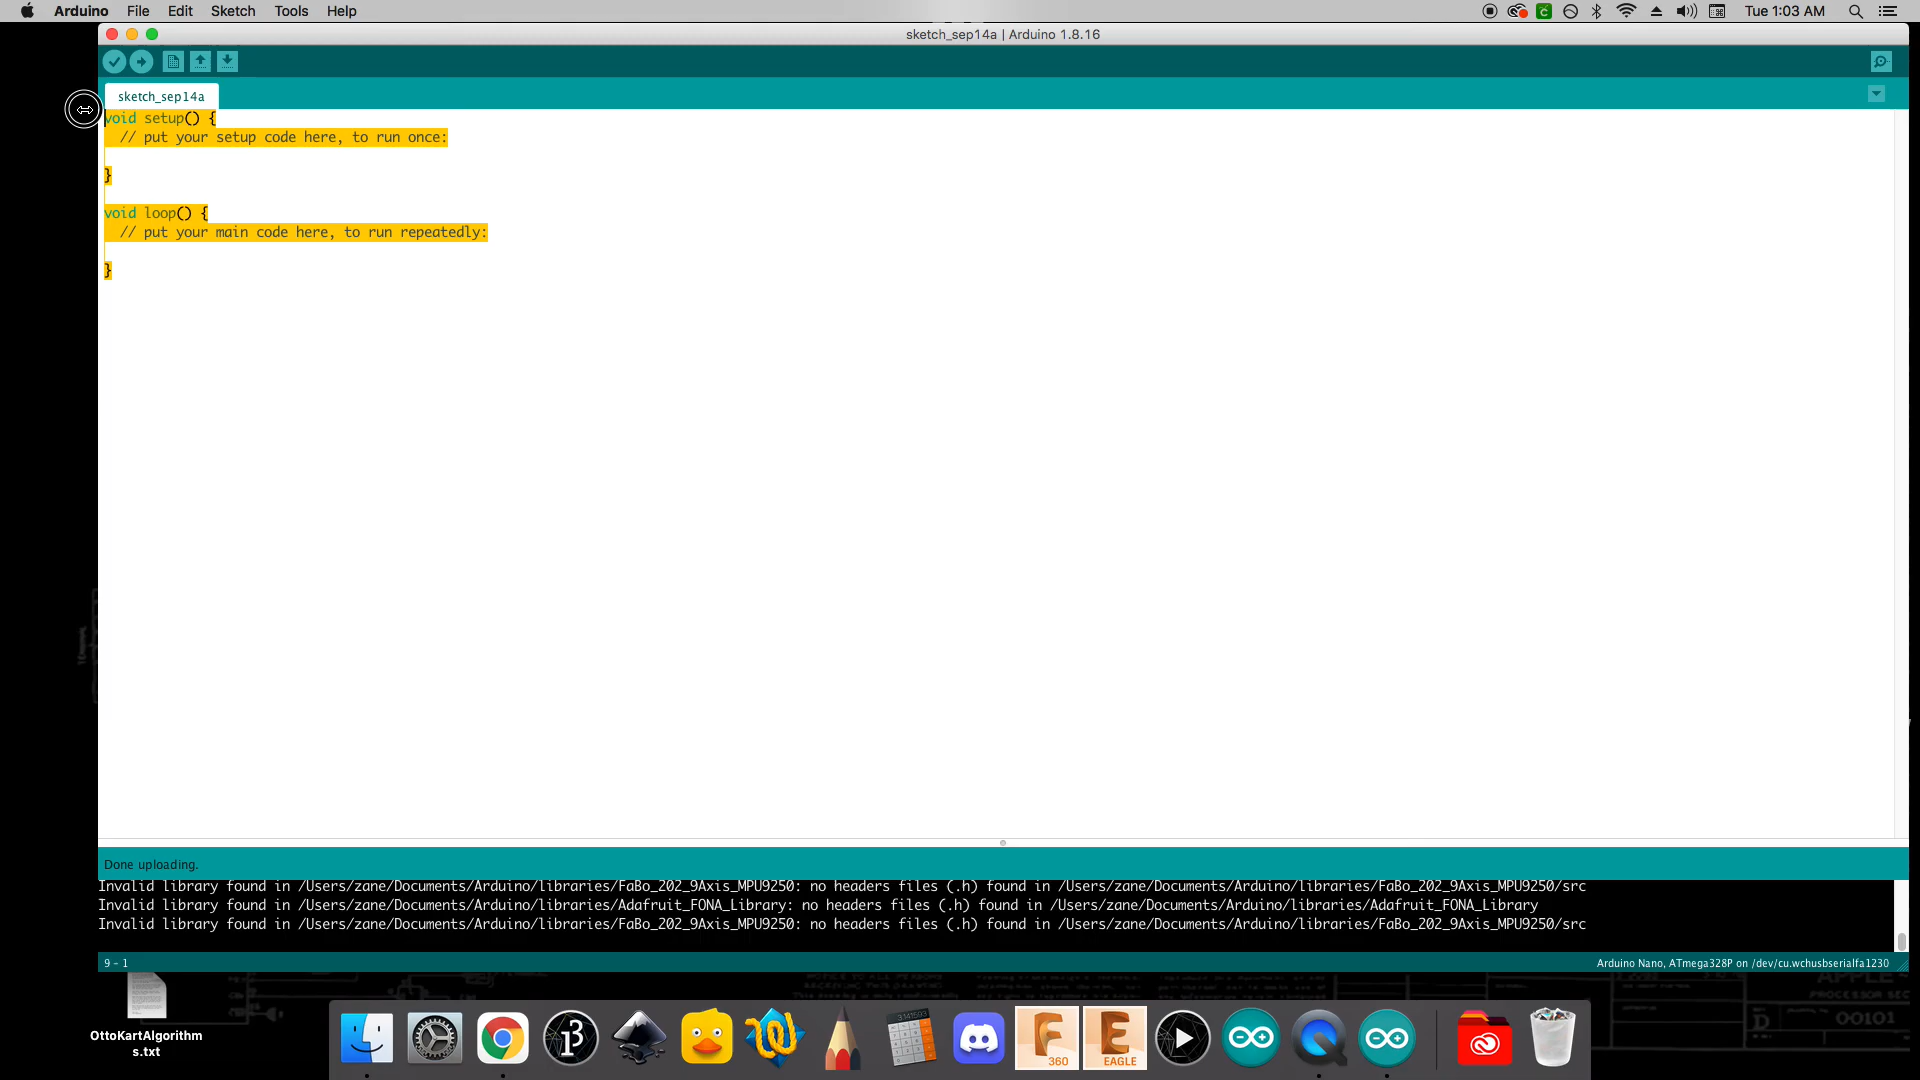 Arduino File Edit Sketch Tools Help Tue 1:03 AM
sketch_sep14a | Arduino 1.8.16
sketch_sep14a
void setup() {
// put your setup code here, to run once:
}
void loop() {
// put your main code here, to run repeatedly:
}
Done uploading.
Invalid library found in /Users/zane/Documents/Arduino/libraries/FaBo_202_9Axis_MPU9250: no headers files (.h) found in /Users/zane/Documents/Arduino/libraries/FaBo_202_9Axis_MPU9250/src
Invalid library found in /Users/zane/Documents/Arduino/libraries/Adafruit_FONA_Library: no headers files (.h) found in /Users/zane/Documents/Arduino/libraries/Adafruit_FONA_Library
Invalid library found in /Users/zane/Documents/Arduino/libraries/FaBo_202_9Axis_MPU9250: no headers files (.h) found in /Users/zane/Documents/Arduino/libraries/FaBo_202_9Axis_MPU9250/src
9 - 1 Arduino Nano, ATmega328P on /dev/cu.wchusbserialfa1230
OttoKartAlgorithm
s.txt
3.141593
360
EAGLE
PROCESSOR
D
00101